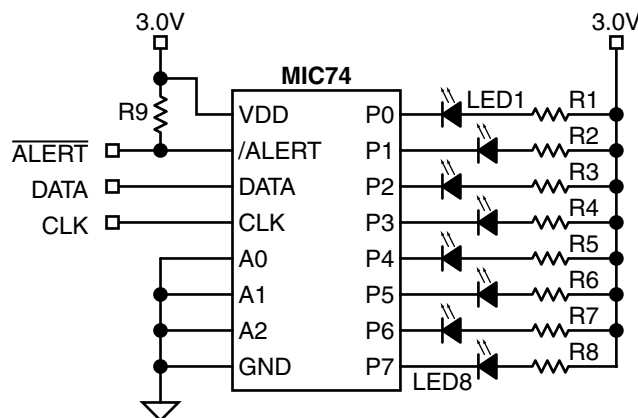 3.0V
3.0V
MIC74
R9
ALERT
DATA
CLK
VDD
/ALERT
DATA
CLK
A0
A1
A2
GND
P0
P1
P2
P3
P4
P5
P6
P7
LED1
LED8
R1
R2
R3
R4
R5
R6
R7
R8